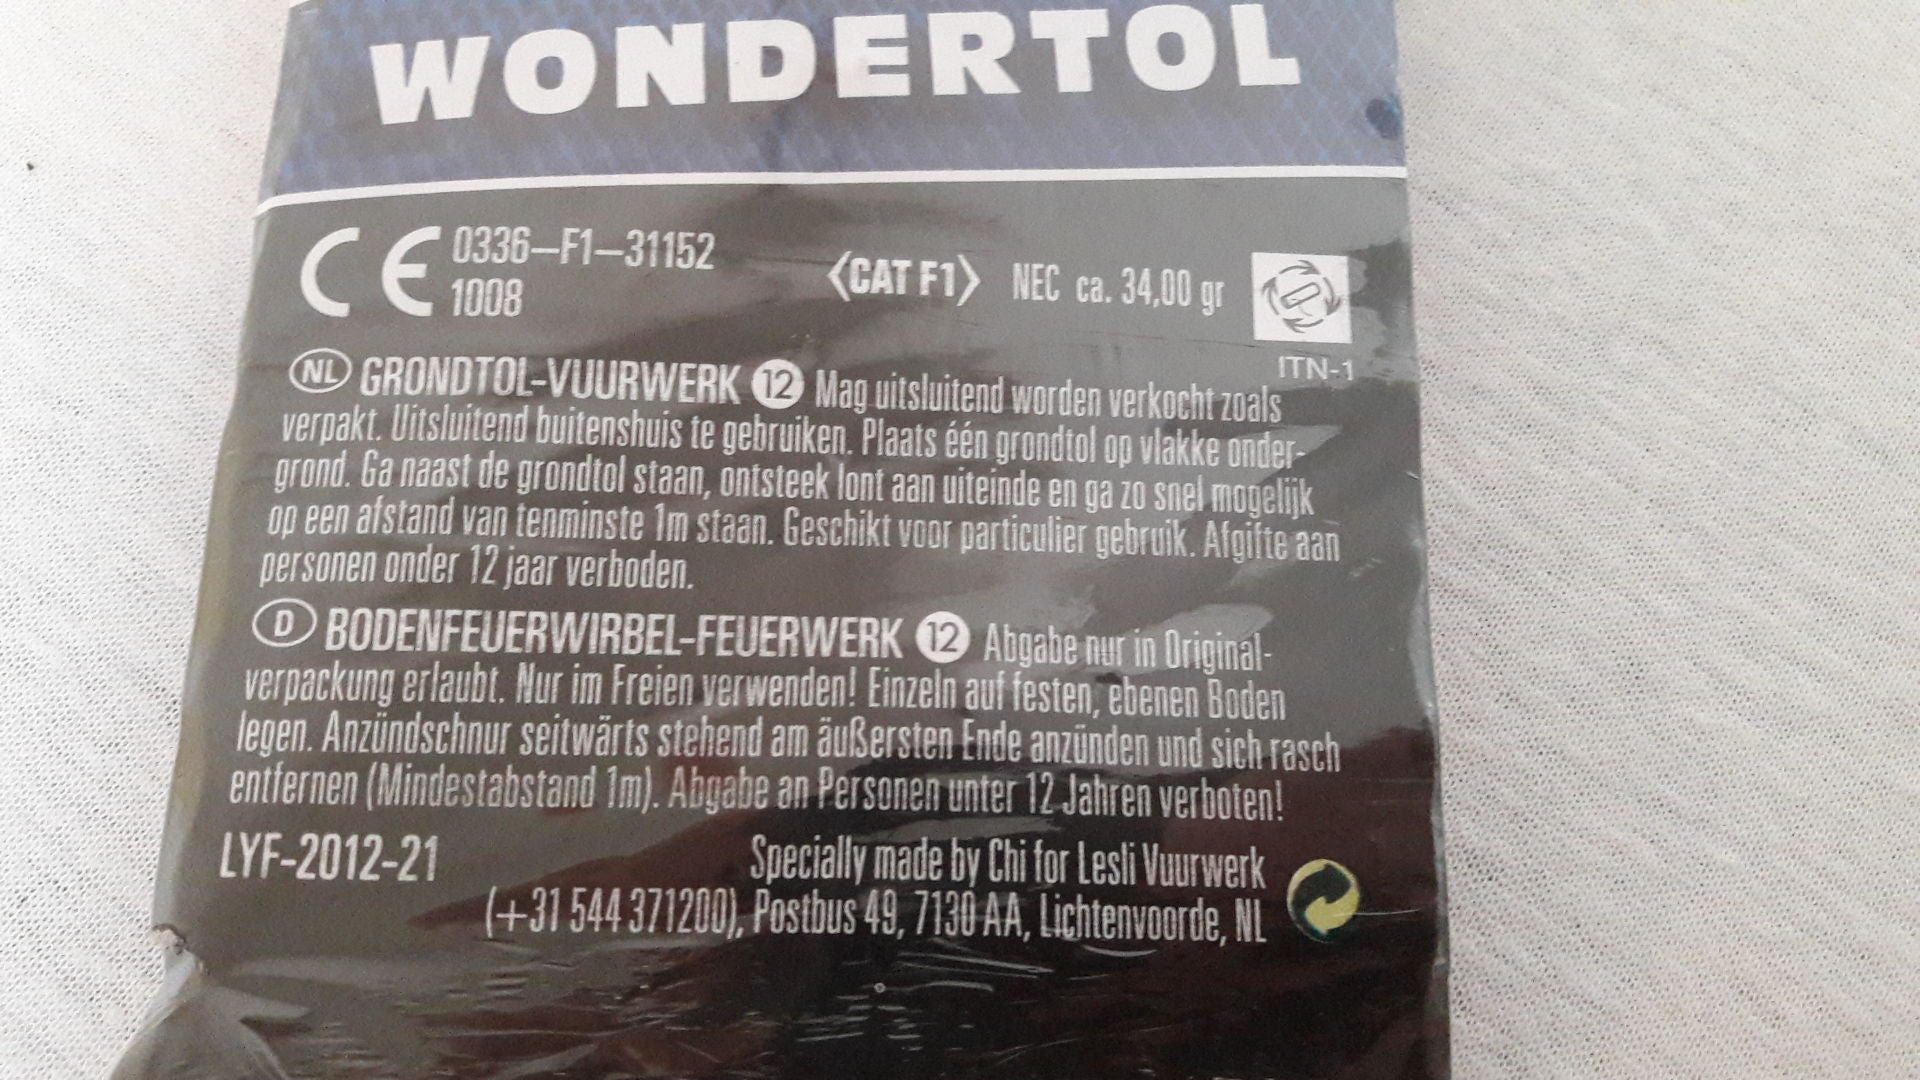 WONDERTOL
CE 0336-F1-31152
1008
<CAT F1> NEC ca. 34,00 gr
ITN-1
NL GRONDTOL-VUURWERK 12 Mag uitsluitend worden verkocht zoals
verpakt. Uitsluitend buitenshuis te gebruiken. Plaats één grondtol op vlakke onder-
grond. Ga naast de grondtol staan, ontsteek lont aan uiteinde en ga zo snel mogelijk
op een afstand van tenminste 1m staan. Geschikt voor particulier gebruik. Afgifte aan
personen onder 12 jaar verboden.
D BODENFEUERWIRBEL-FEUERWERK 12 Abgabe nur in Original-
verpackung erlaubt. Nur im Freien verwenden! Einzeln auf festen, ebenen Boden
legen. Anzündschnur seitwärts stehend am äußersten Ende anzünden und sich rasch
entfernen (Mindestabstand 1m). Abgabe an Personen unter 12 Jahren verboten!
LYF-2012-21
Specially made by Chi for Lesli Vuurwerk
(+31 544 371200), Postbus 49, 7130 AA, Lichtenvoorde, NL